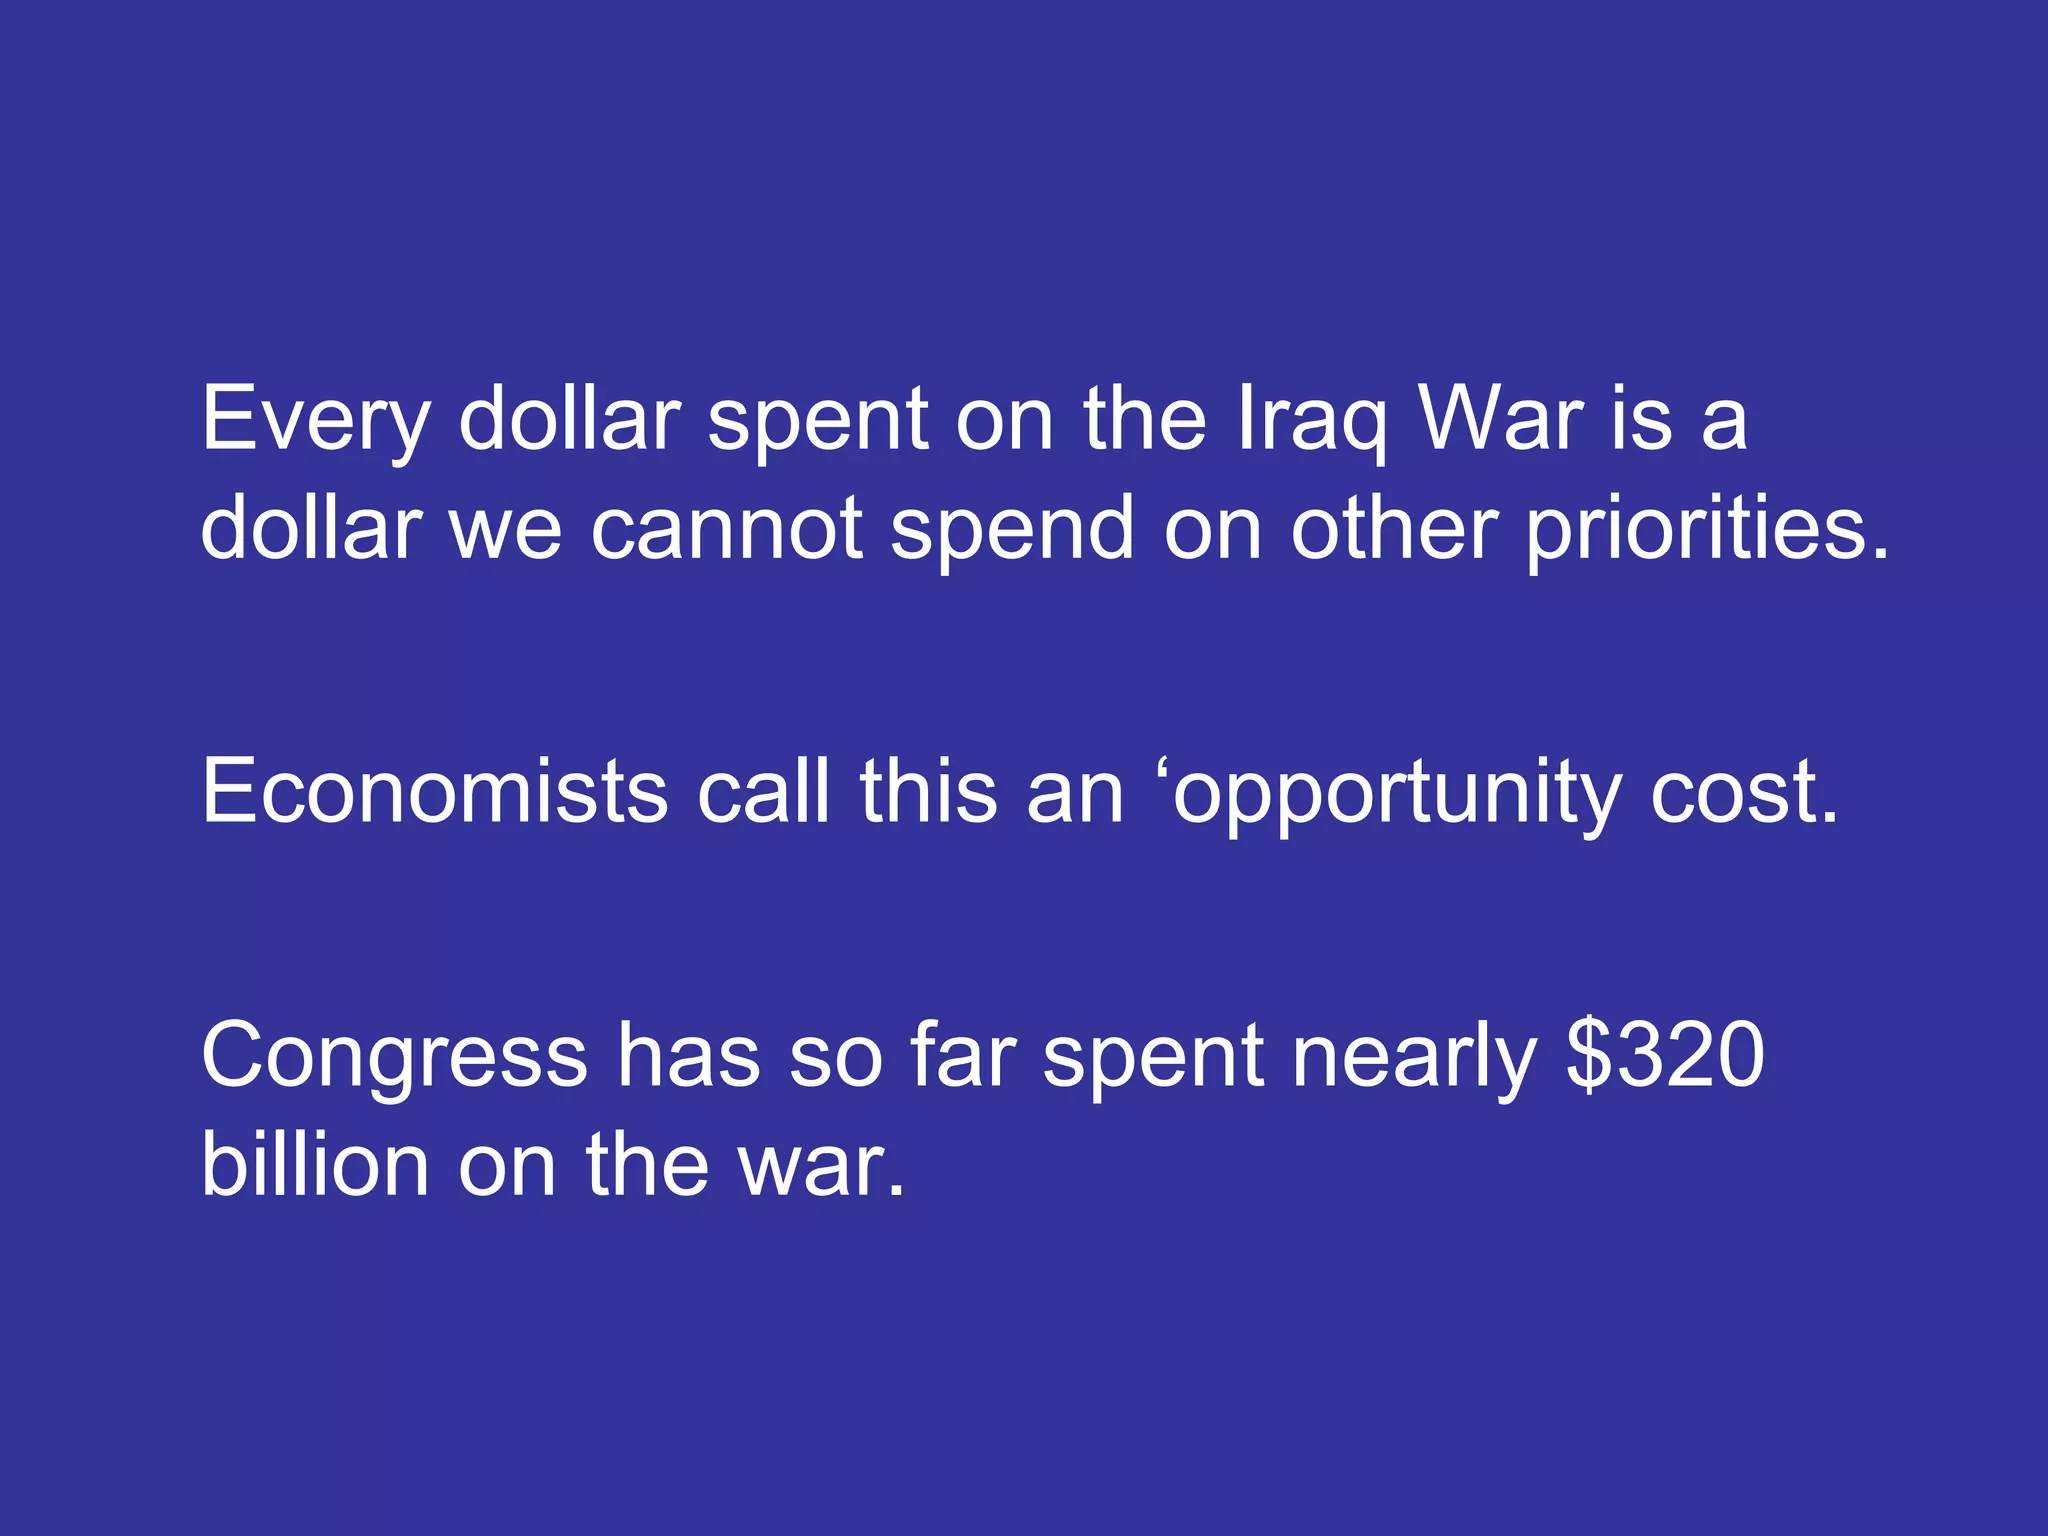 Every dollar spent on the Iraq War is a
dollar we cannot spend on other priorities.
Economists call this an ‘opportunity cost.
Congress has so far spent nearly $320
billion on the war.